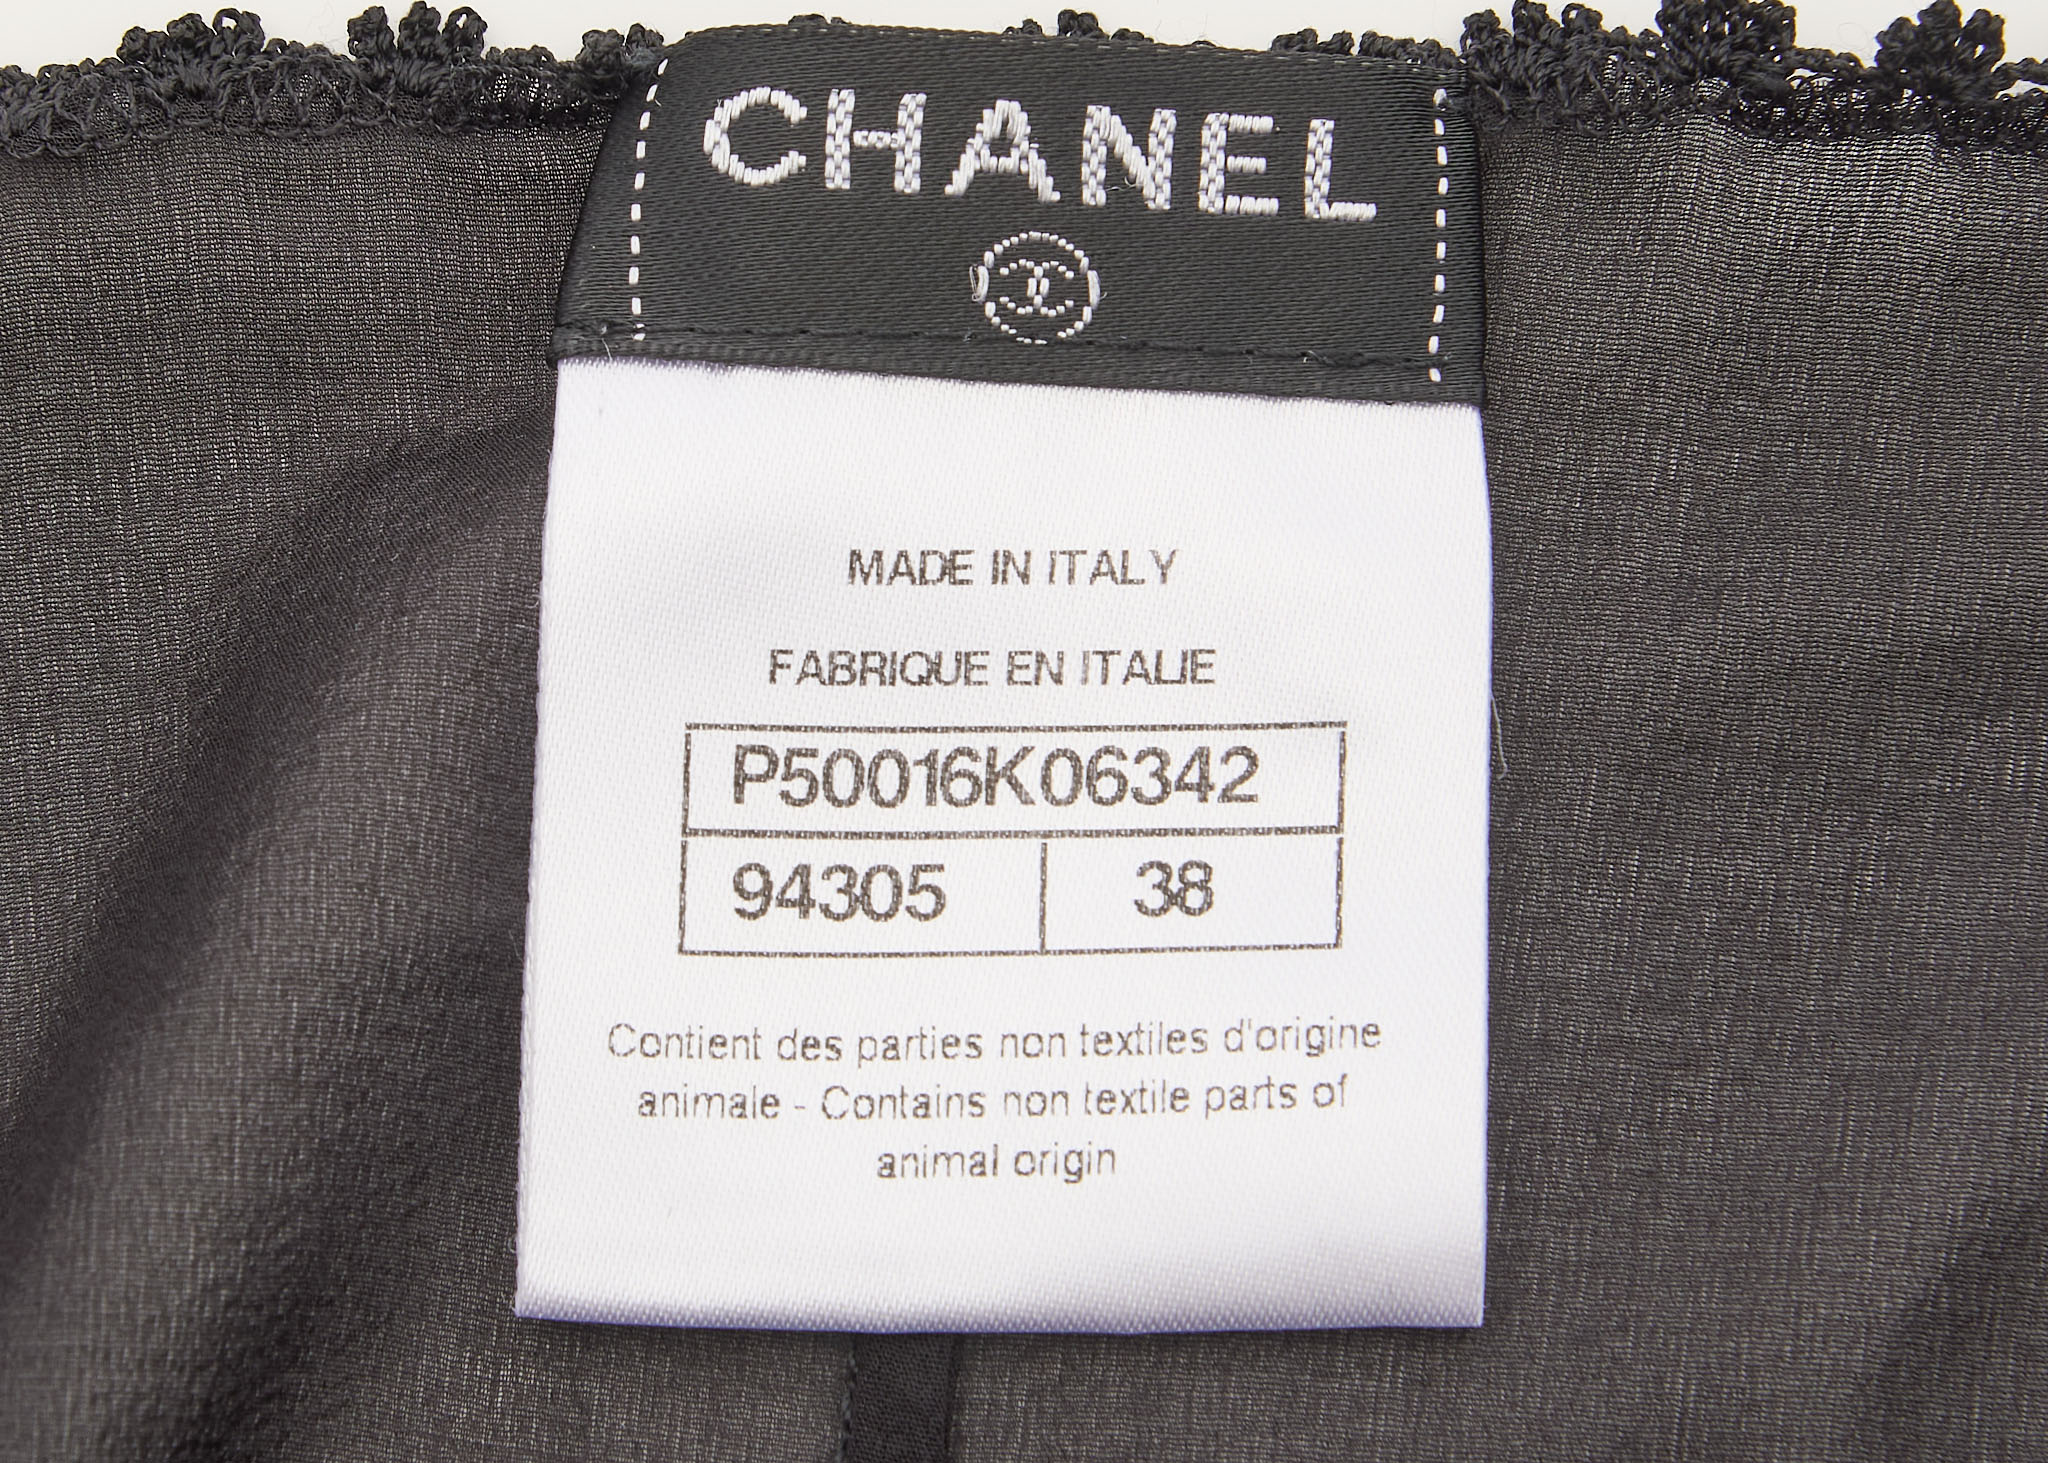 CHANEL
MADE IN ITALY
FABRIQUE EN ITALIE
P50016K06342
94305 38
Contient des parties non textiles d'origine
animale - Contains non textile parts of
animal origin